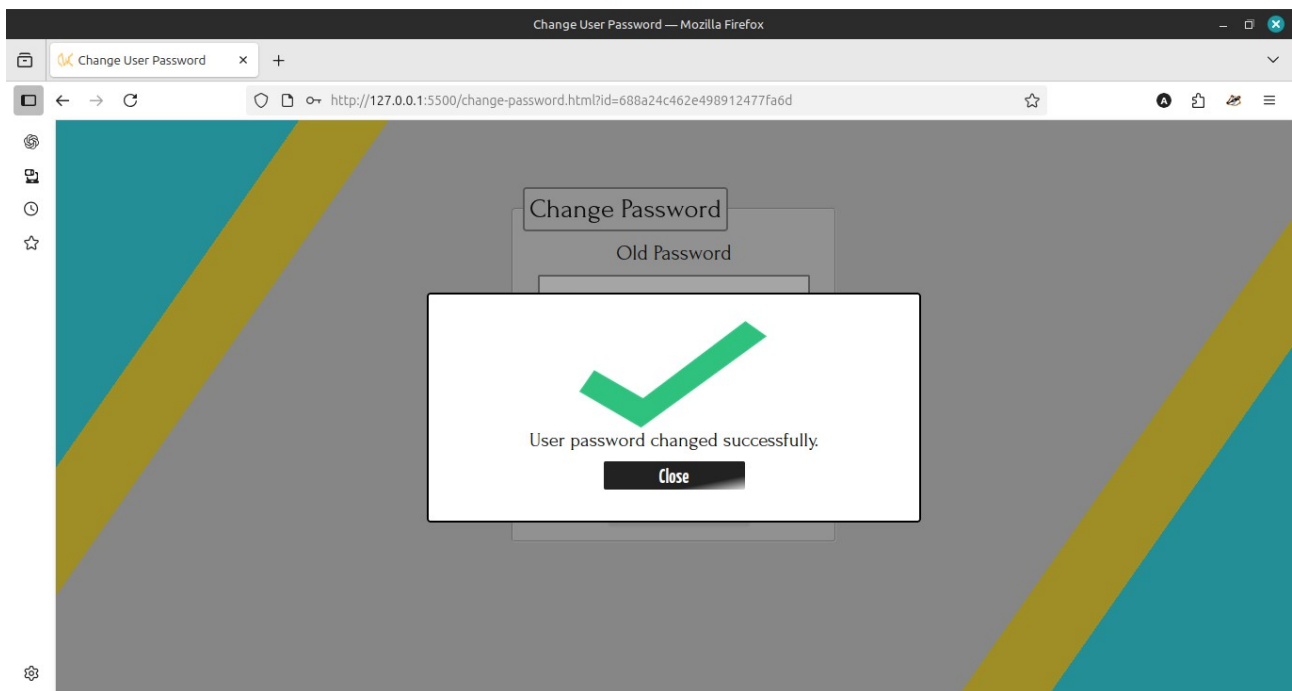 Change User Password — Mozilla Firefox
Change User Password
http://127.0.0.1:5500/change-password.html?id=688a24c462e498912477fa6d
Change Password
Old Password
User password changed successfully.
Close